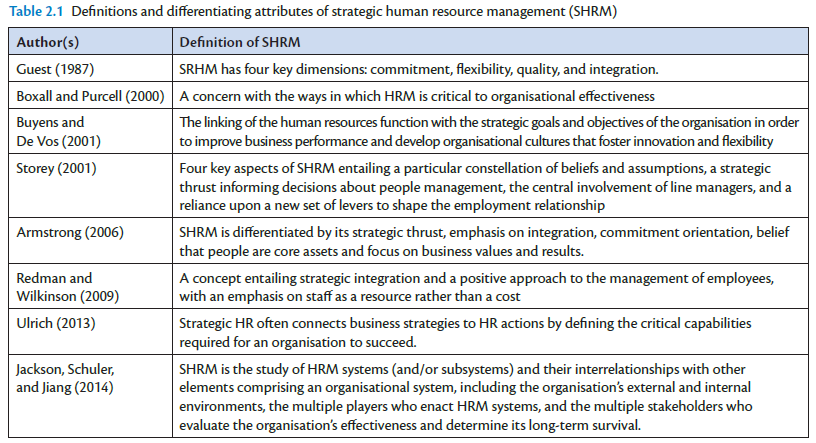 Table 2.1 Definitions and differentiating attributes of strategic human resource management (SHRM)
Author(s) Definition of SHRM
Guest (1987) SRHM has four key dimensions: commitment, flexibility, quality, and integration.
Boxall and Purcell (2000) A concern with the ways in which HRM is critical to organisational effectiveness
Buyens and
De Vos (2001)
The linking of the human resources function with the strategic goals and objectives of the organisation in order
to improve business performance and develop organisational cultures that foster innovation and flexibility
Storey (2001) Four key aspects of SHRM entailing a particular constellation of beliefs and assumptions, a strategic
thrust informing decisions about people management, the central involvement of line managers, and a
reliance upon a new set of levers to shape the employment relationship
Armstrong (2006) SHRM is differentiated by its strategic thrust, emphasis on integration, commitment orientation, belief
that people are core assets and focus on business values and results.
Redman and
Wilkinson (2009)
A concept entailing strategic integration and a positive approach to the management of employees,
with an emphasis on staff as a resource rather than a cost
Ulrich (2013) Strategic HR often connects business strategies to HR actions by defining the critical capabilities
required for an organisation to succeed.
Jackson, Schuler,
and Jiang (2014)
SHRM is the study of HRM systems (and/or subsystems) and their interrelationships with other
elements comprising an organisational system, including the organisation's external and internal
environments, the multiple players who enact HRM systems, and the multiple stakeholders who
evaluate the organisation's effectiveness and determine its long-term survival.